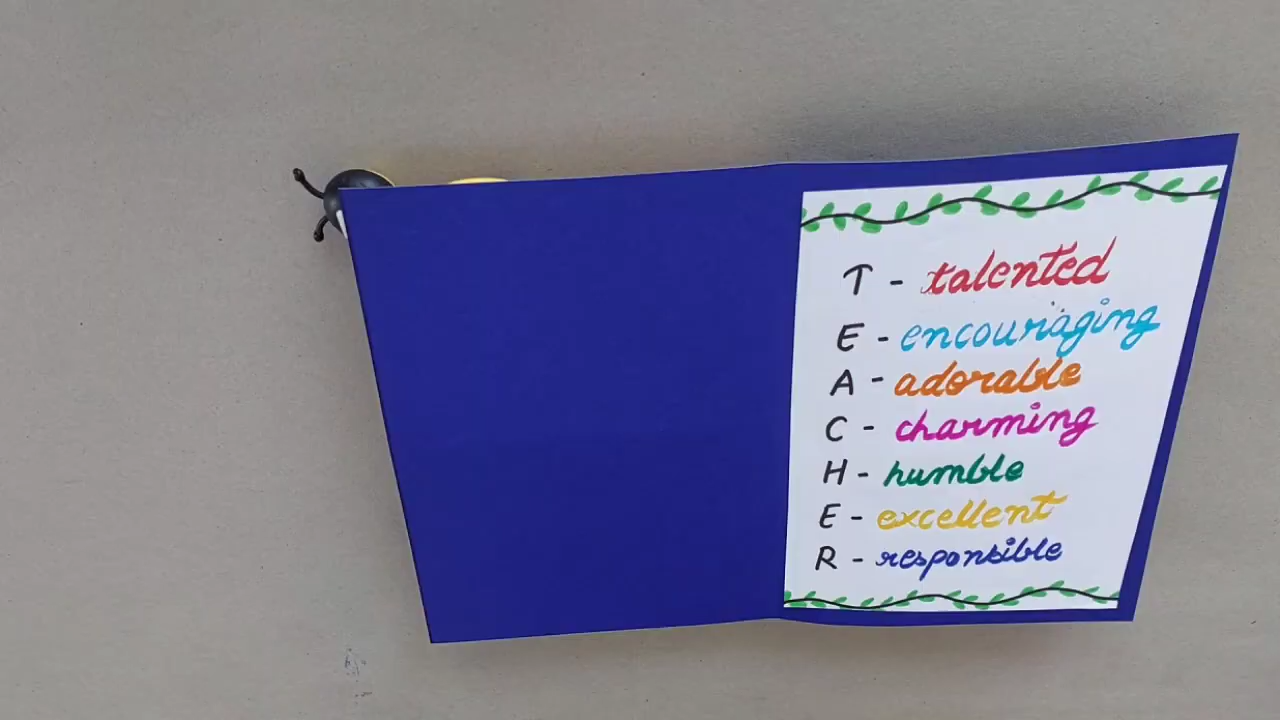 T - talented
E - encouraging
A - adorable
C - charming
H - humble
E - excellent
R - responsible